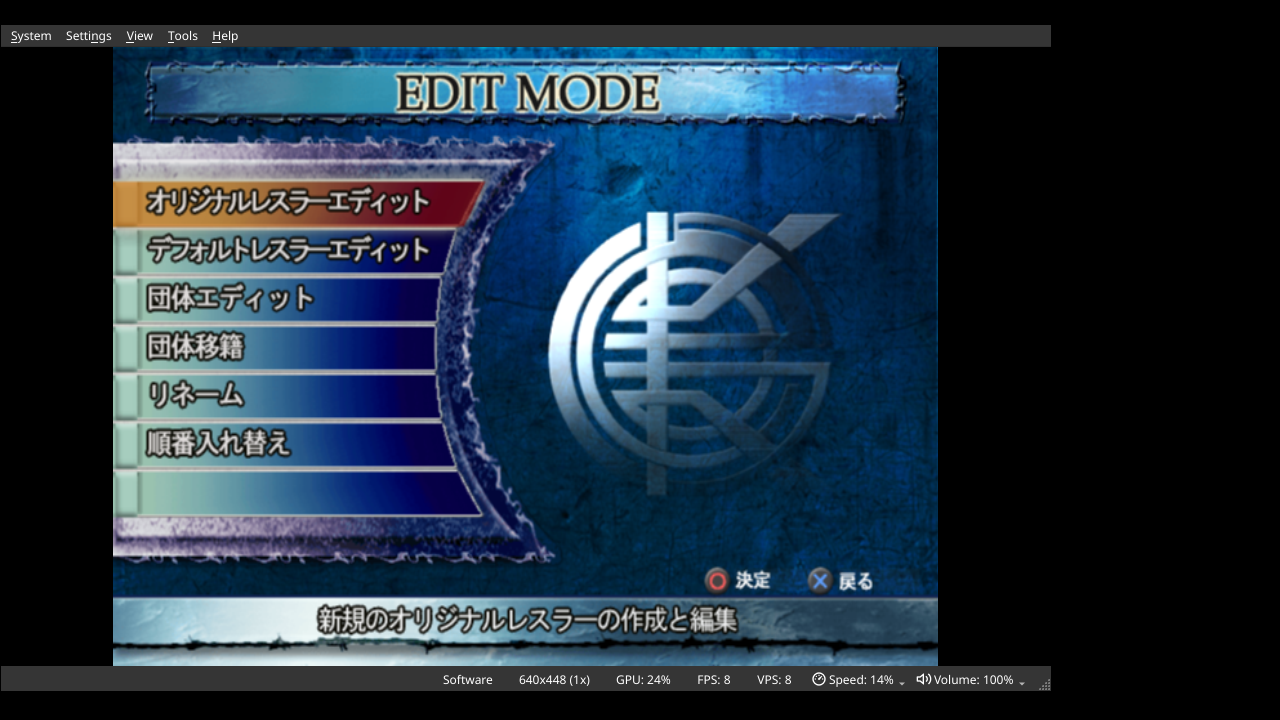 System Settings View Tools Help
EDIT MODE
オリジナルレスラーエディット
デフォルトレスラーエディット
団体エディット
団体移籍
リネーム
順番入れ替え
決定 戻る
新規のオリジナルレスラーの作成と編集
Software 640x448 (1x) GPU: 24% FPS: 8 VPS: 8 Speed: 14% Volume: 100%